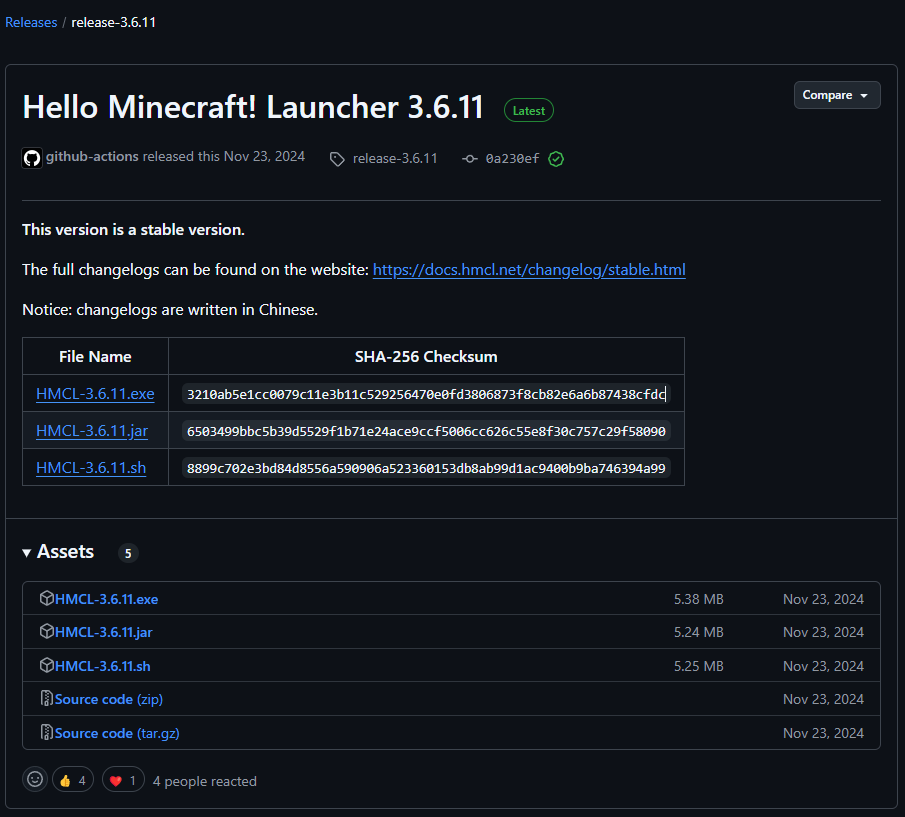 Releases / release-3.6.11
Hello Minecraft! Launcher 3.6.11 Latest
Compare
github-actions released this Nov 23, 2024 release-3.6.11 0a230ef
This version is a stable version.
The full changelogs can be found on the website: https://docs.hmcl.net/changelog/stable.html
Notice: changelogs are written in Chinese.
File Name SHA-256 Checksum
HMCL-3.6.11.exe 3210ab5e1cc0079c11e3b11c529256470e0fd3806873f8cb82e6a6b87438cfdc
HMCL-3.6.11.jar 6503499bbc5b39d5529f1b71e24ace9ccf5006cc626c55e8f30c757c29f58090
HMCL-3.6.11.sh 8899c702e3bd84d8556a590906a523360153db8ab99d1ac9400b9ba746394a99
Assets 5
HMCL-3.6.11.exe 5.38 MB Nov 23, 2024
HMCL-3.6.11.jar 5.24 MB Nov 23, 2024
HMCL-3.6.11.sh 5.25 MB Nov 23, 2024
Source code (zip) Nov 23, 2024
Source code (tar.gz) Nov 23, 2024
4 1 4 people reacted